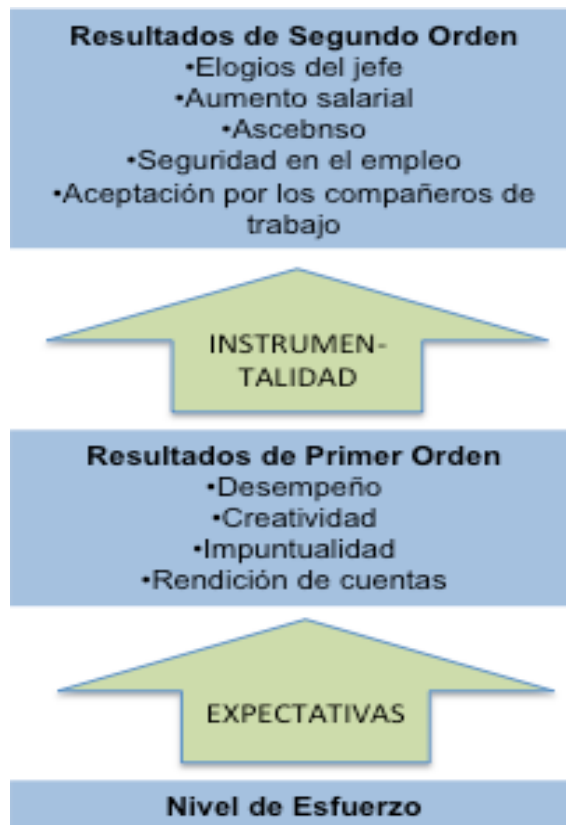 Resultados de Segundo Orden
•Elogios del jefe
•Aumento salarial
•Ascebnso
•Seguridad en el empleo
•Aceptación por los compañeros de
trabajo
INSTRUMEN-
TALIDAD
Resultados de Primer Orden
•Desempeño
•Creatividad
•Impuntualidad
•Rendición de cuentas
EXPECTATIVAS
Nivel de Esfuerzo